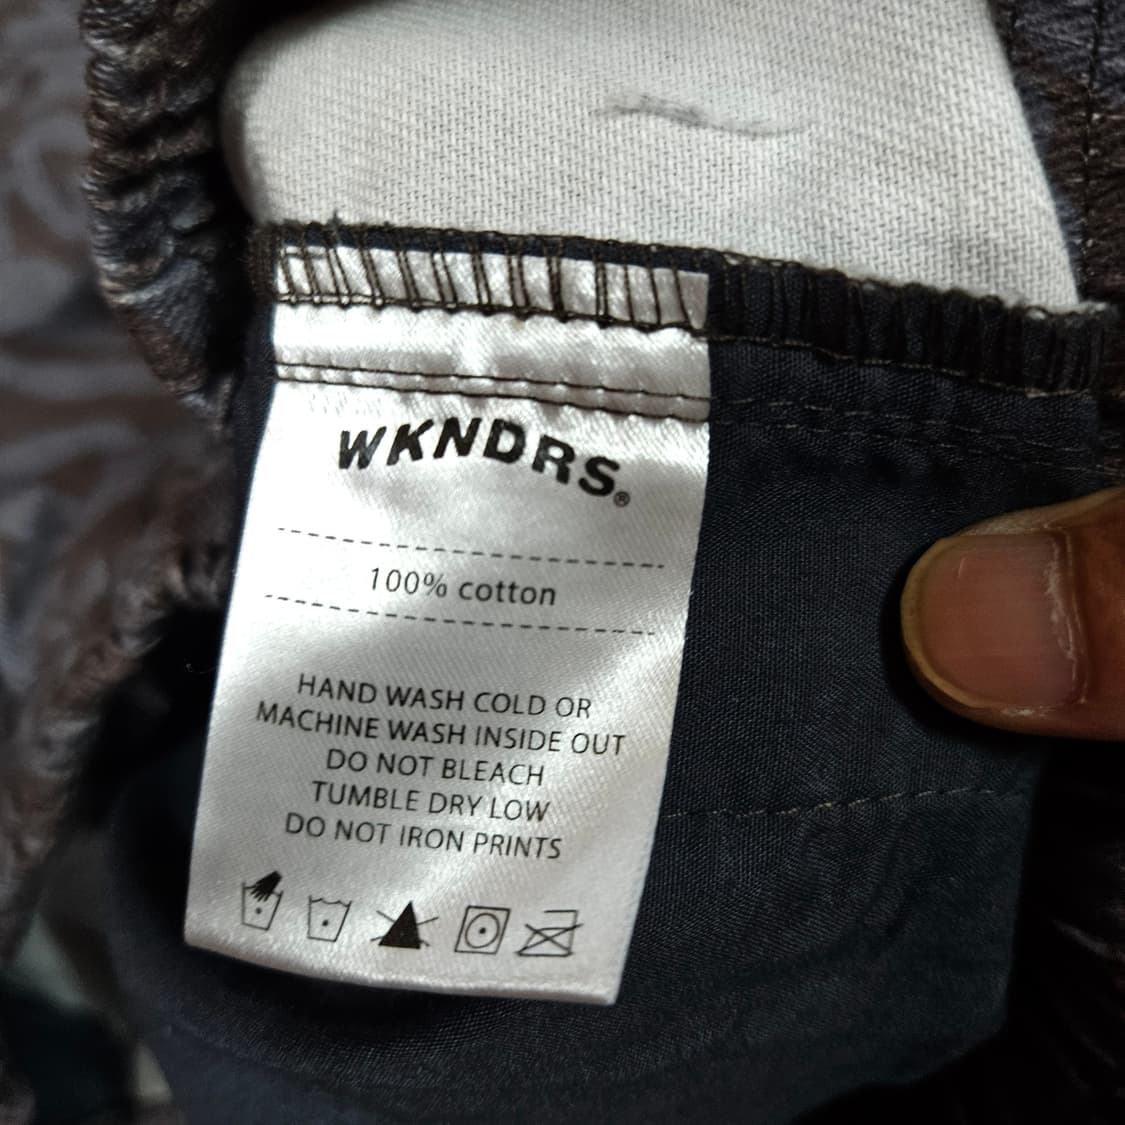 WKNDRS®
100% cotton
HAND WASH COLD OR
MACHINE WASH INSIDE OUT
DO NOT BLEACH
TUMBLE DRY LOW
DO NOT IRON PRINTS